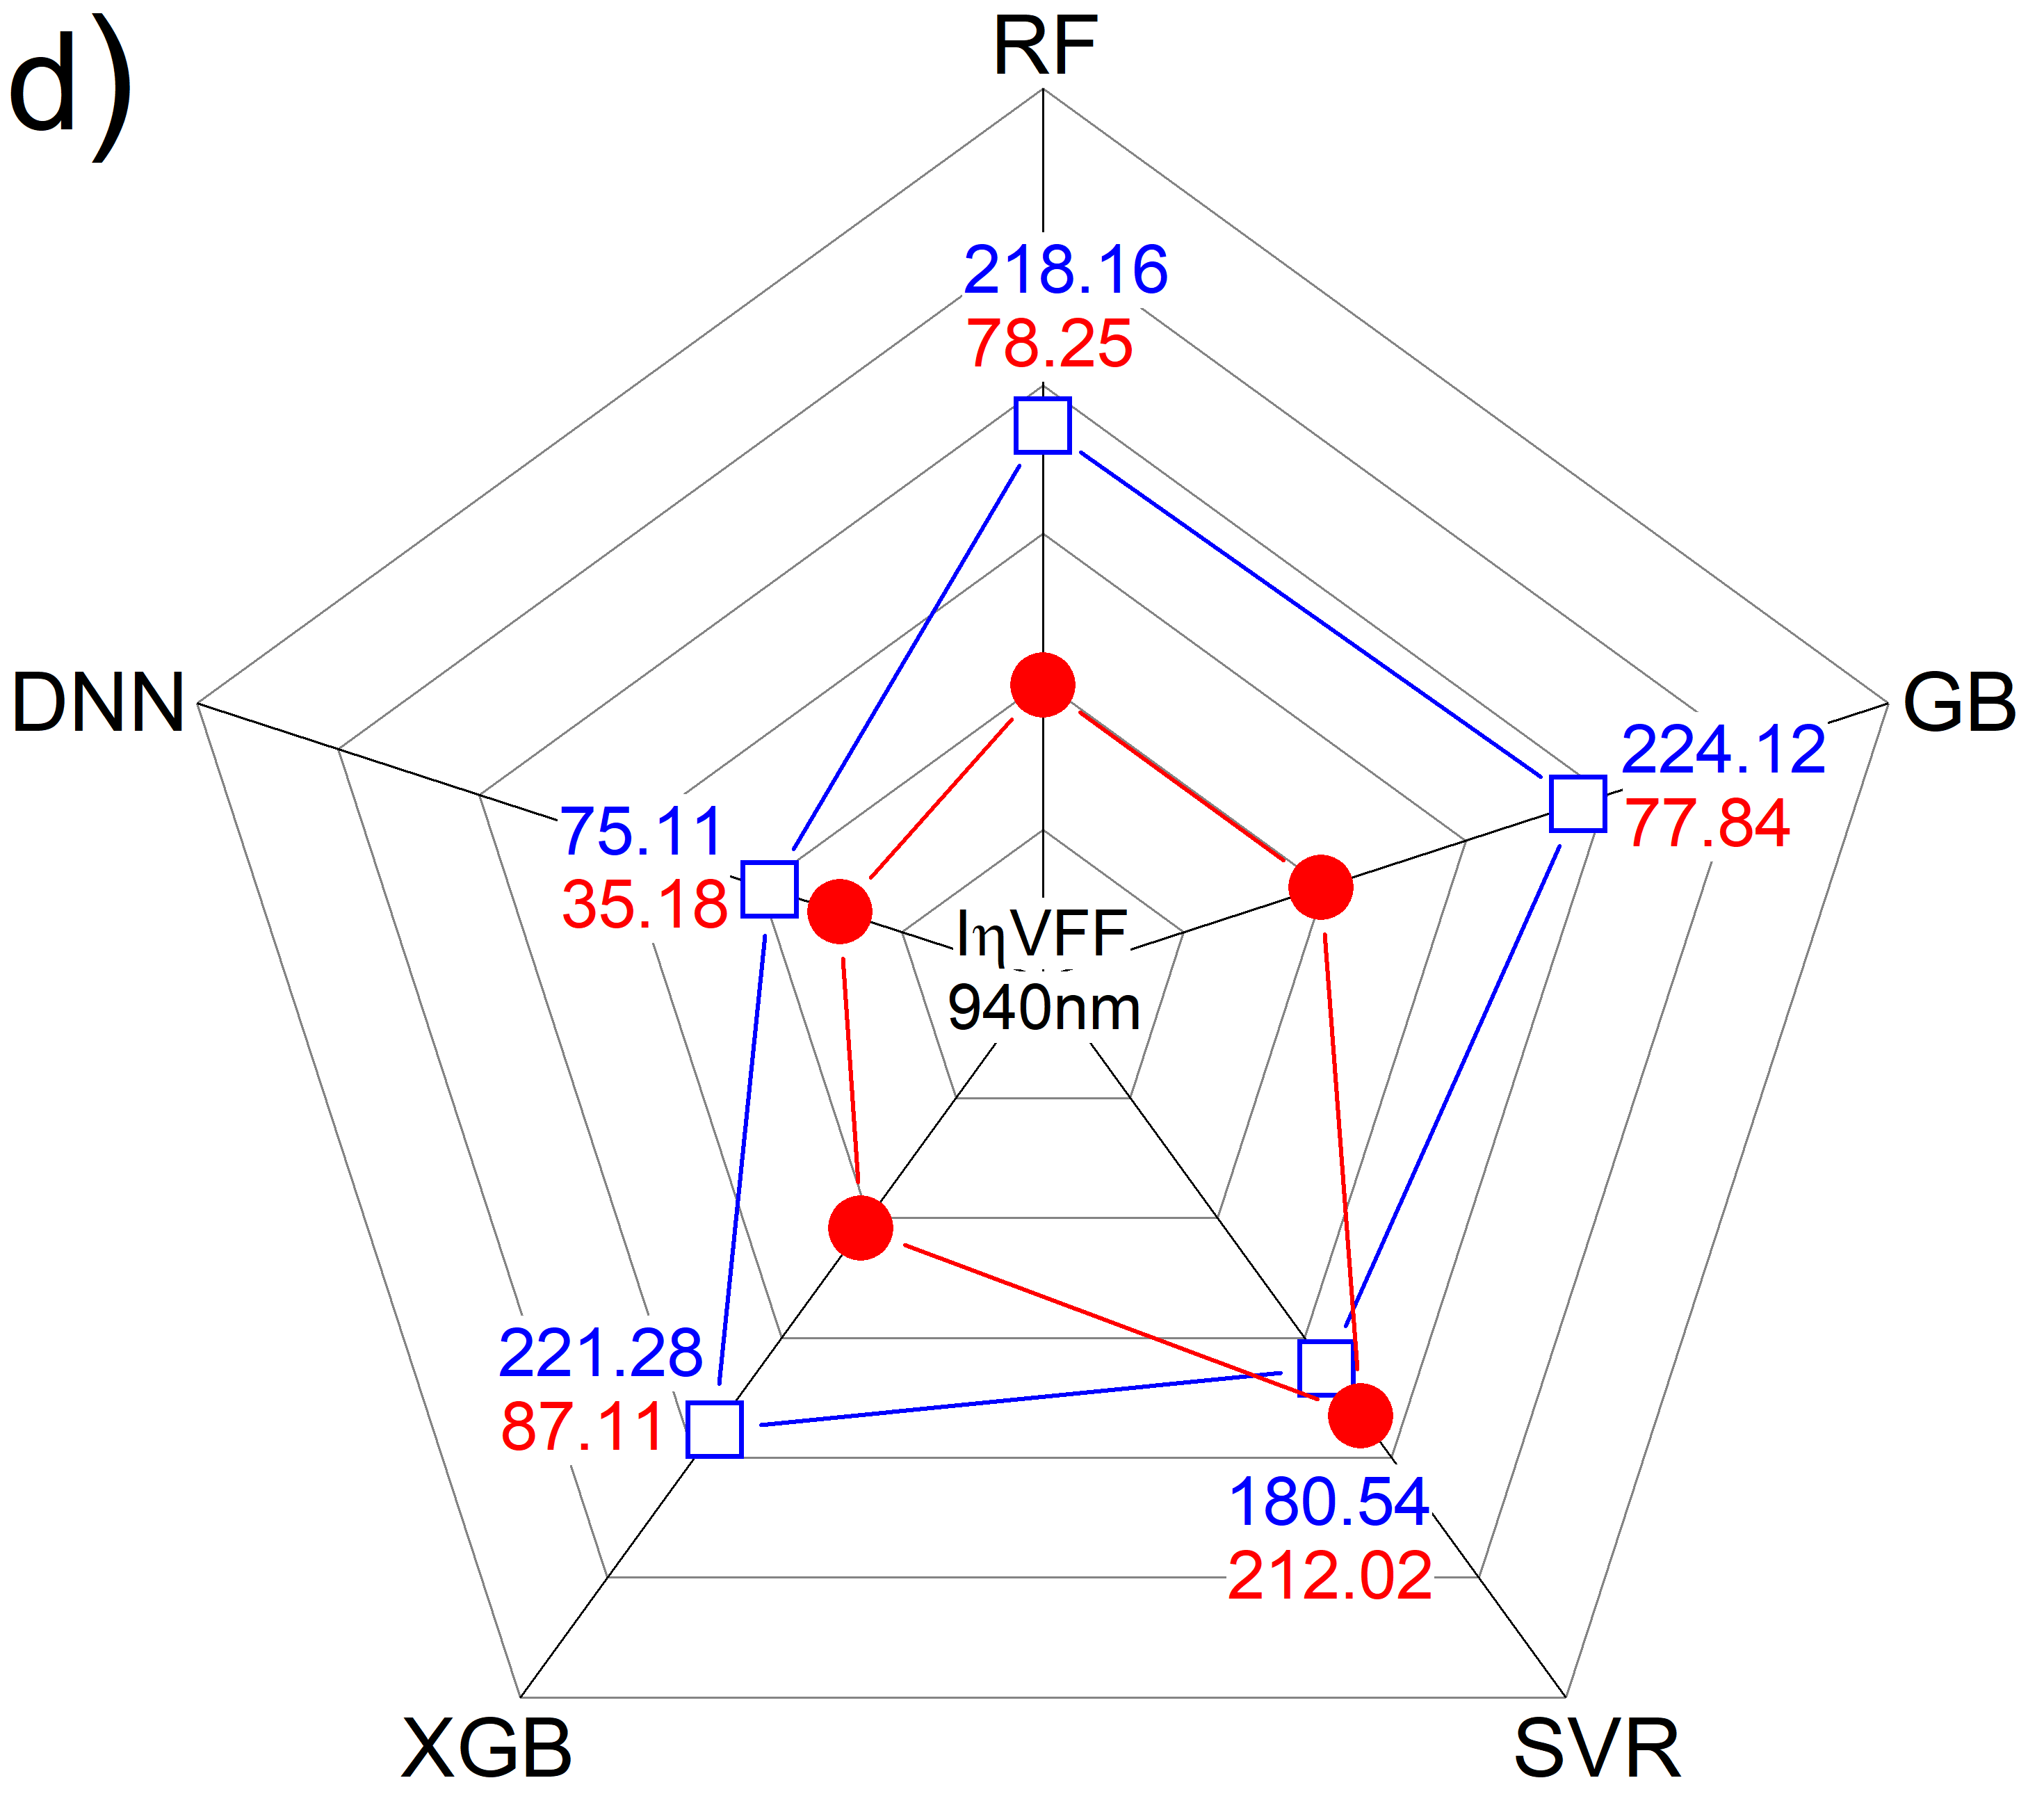 d)
RF
218.16
78.25
DNN
GB
224.12
77.84
75.11
35.18
IηVFF
940nm
221.28
87.11
180.54
212.02
XGB
SVR